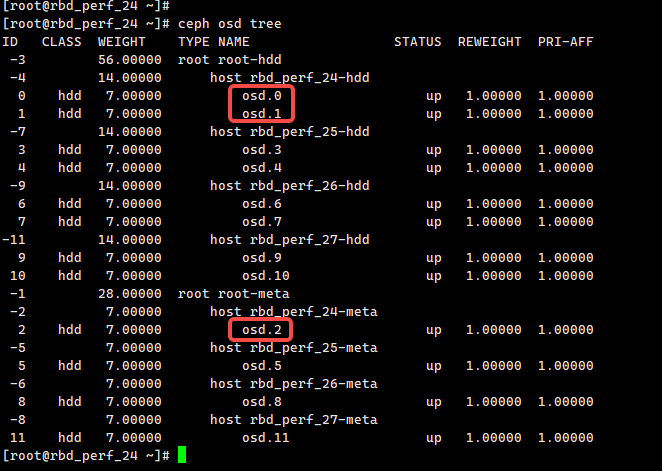 [root@rbd_perf_24 ~]#
[root@rbd_perf_24 ~]# ceph osd tree
ID   CLASS  WEIGHT    TYPE NAME                  STATUS  REWEIGHT  PRI-AFF
 -3         56.00000  root root-hdd
 -4         14.00000      host rbd_perf_24-hdd
  0    hdd   7.00000          osd.0                  up   1.00000  1.00000
  1    hdd   7.00000          osd.1                  up   1.00000  1.00000
 -7         14.00000      host rbd_perf_25-hdd
  3    hdd   7.00000          osd.3                  up   1.00000  1.00000
  4    hdd   7.00000          osd.4                  up   1.00000  1.00000
 -9         14.00000      host rbd_perf_26-hdd
  6    hdd   7.00000          osd.6                  up   1.00000  1.00000
  7    hdd   7.00000          osd.7                  up   1.00000  1.00000
-11         14.00000      host rbd_perf_27-hdd
  9    hdd   7.00000          osd.9                  up   1.00000  1.00000
 10    hdd   7.00000          osd.10                 up   1.00000  1.00000
 -1         28.00000  root root-meta
 -2          7.00000      host rbd_perf_24-meta
  2    hdd   7.00000          osd.2                  up   1.00000  1.00000
 -5          7.00000      host rbd_perf_25-meta
  5    hdd   7.00000          osd.5                  up   1.00000  1.00000
 -6          7.00000      host rbd_perf_26-meta
  8    hdd   7.00000          osd.8                  up   1.00000  1.00000
 -8          7.00000      host rbd_perf_27-meta
 11    hdd   7.00000          osd.11                 up   1.00000  1.00000
[root@rbd_perf_24 ~]#